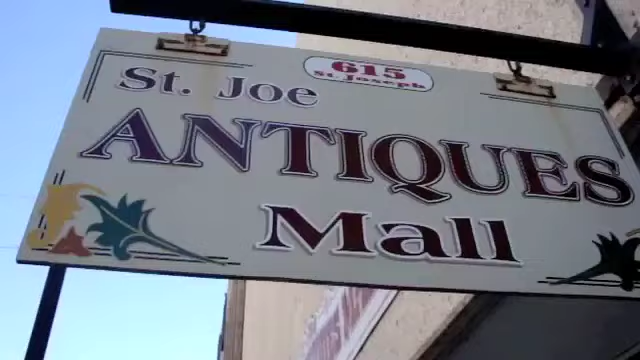 615
St. Joseph
St. Joe
ANTIQUES
Mall